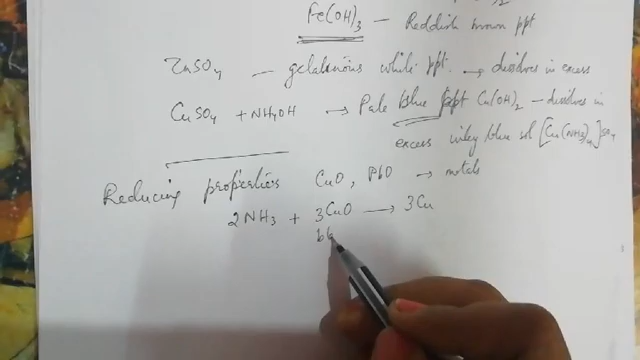 Fe(OH)₃ — Reddish brown ppt
ZnSO₄ — gelatinous white ppt. → dissolves in excess
CuSO₄ + NH₄OH → Pale blue ppt Cu(OH)₂ — dissolves in
excess inky blue sol [Cu(NH₃)₄]SO₄
Reducing properties CuO, PbO → metals
2NH₃ + 3CuO → 3Cu
bl